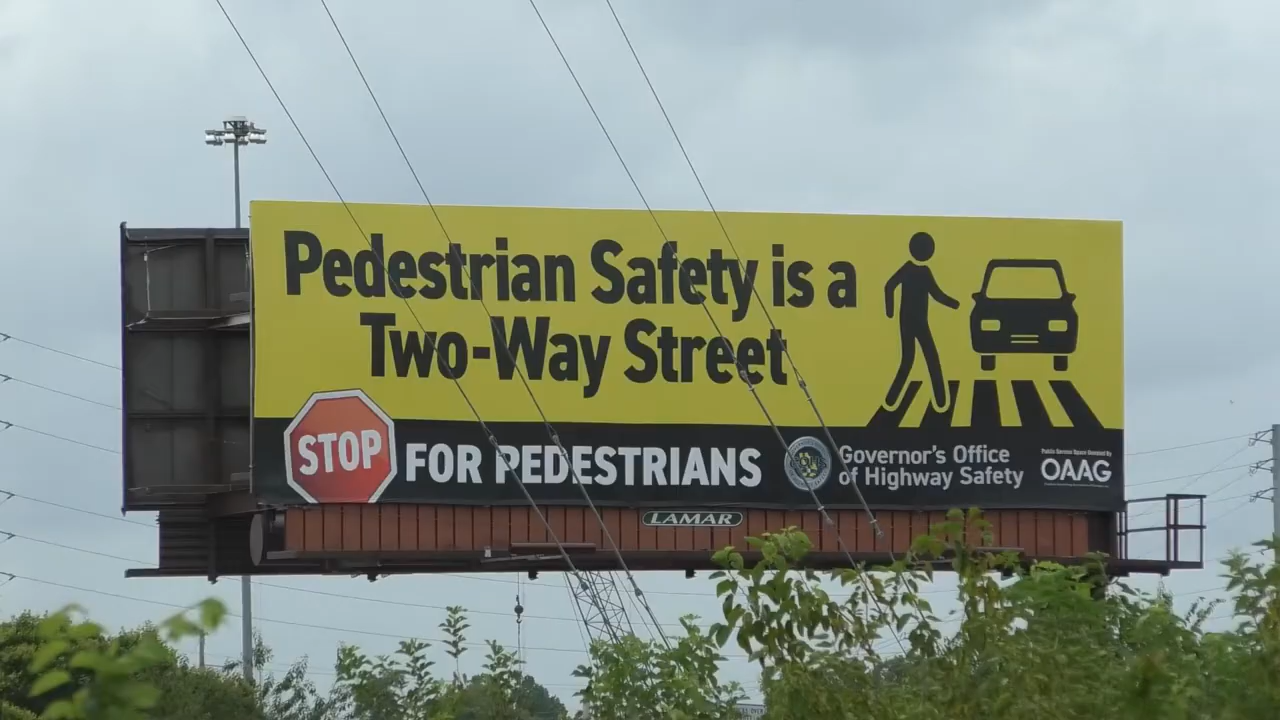 Pedestrian Safety is a
Two-Way Street
STOP FOR PEDESTRIANS
Governor's Office
of Highway Safety
Public Service Space Donated By
OAAG
LAMAR